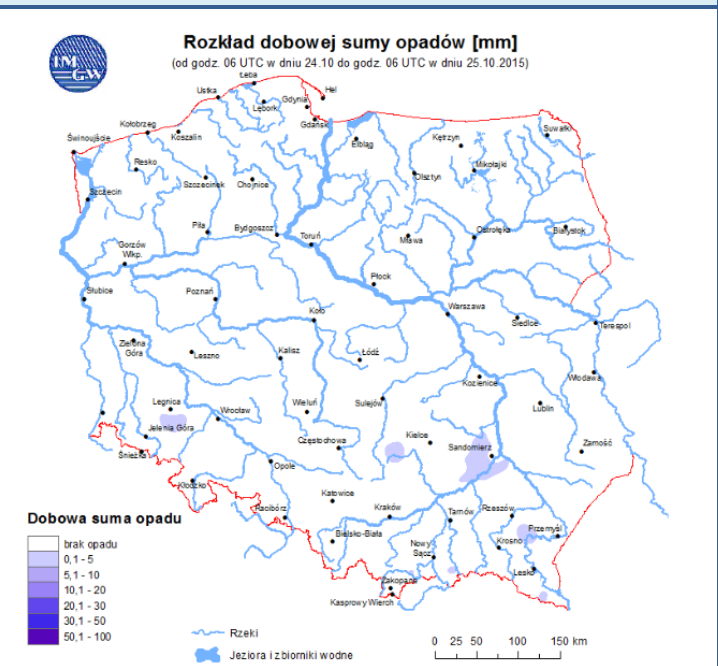 IM
GW
Rozkład dobowej sumy opadów [mm]
(od godz. 06 UTC w dniu 24.10 do godz. 06 UTC w dniu 25.10.2015)
Łeba
Ustka
Lębork
Gdynia
Hel
Gdańsk
Kołobrzeg
Koszalin
Elbląg
Kętrzyn
Suwałki
Świnoujście
Resko
Szczecinek
Chojnice
Olsztyn
Mikołajki
Szczecin
Piła
Bydgoszcz
Toruń
Mława
Ostrołęka
Białystok
Gorzów
Wlkp.
Płock
Słubice
Poznań
Koło
Warszawa
Siedlce
Terespol
Zielona
Góra
Leszno
Kalisz
Łódź
Kozienice
Włodawa
Legnica
Wrocław
Wieluń
Sulejów
Lublin
Jelenia Góra
Kielce
Sandomierz
Zamość
Śnieżka
Częstochowa
Opole
Kłodzko
Katowice
Racibórz
Kraków
Tarnów
Rzeszów
Przemyśl
Bielsko-Biała
Nowy
Sącz
Krosno
Lesko
Zakopane
Kasprowy Wierch
Dobowa suma opadu
brak opadu
0,1 - 5
5,1 - 10
10,1 - 20
20,1 - 30
30,1 - 50
50,1 - 100
Rzeki
Jeziora i zbiorniki wodne
0 25 50 100 150 km